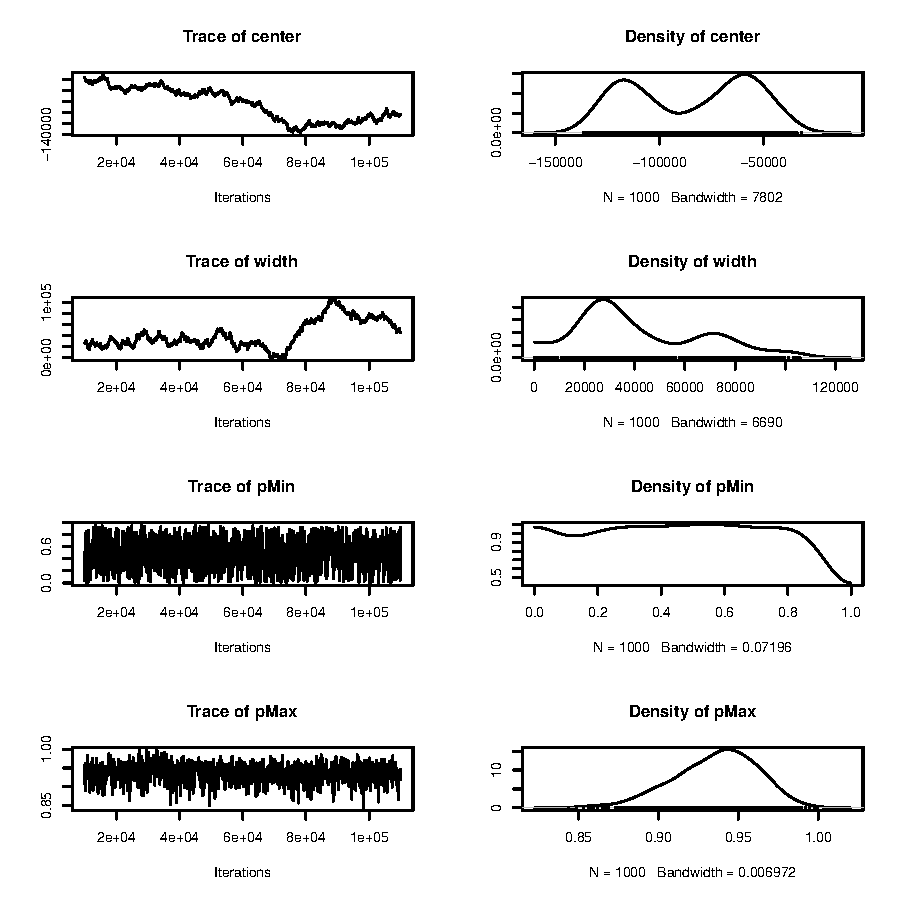 Trace of center
−140000
2e+04 4e+04 6e+04 8e+04 1e+05
Iterations
Density of center
0.0e+00
−150000 −100000 −50000
N = 1000 Bandwidth = 7802
Trace of width
0e+00 1e+05
2e+04 4e+04 6e+04 8e+04 1e+05
Iterations
Density of width
0.0e+00
0 20000 40000 60000 80000 120000
N = 1000 Bandwidth = 6690
Trace of pMin
0.0 0.6
2e+04 4e+04 6e+04 8e+04 1e+05
Iterations
Density of pMin
0.5 0.9
0.0 0.2 0.4 0.6 0.8 1.0
N = 1000 Bandwidth = 0.07196
Trace of pMax
0.85 1.00
2e+04 4e+04 6e+04 8e+04 1e+05
Iterations
Density of pMax
0 10
0.85 0.90 0.95 1.00
N = 1000 Bandwidth = 0.006972